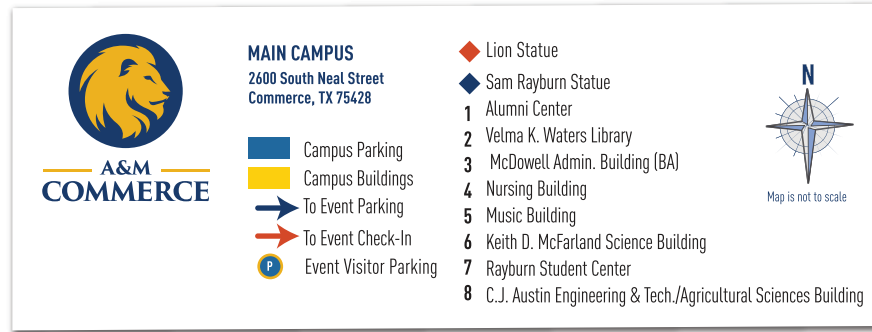 A&M
COMMERCE
MAIN CAMPUS
2600 South Neal Street
Commerce, TX 75428
Campus Parking
Campus Buildings
To Event Parking
To Event Check-In
P Event Visitor Parking
Lion Statue
Sam Rayburn Statue
1 Alumni Center
2 Velma K. Waters Library
3 McDowell Admin. Building (BA)
4 Nursing Building
5 Music Building
6 Keith D. McFarland Science Building
7 Rayburn Student Center
8 C.J. Austin Engineering & Tech./Agricultural Sciences Building
N
Map is not to scale